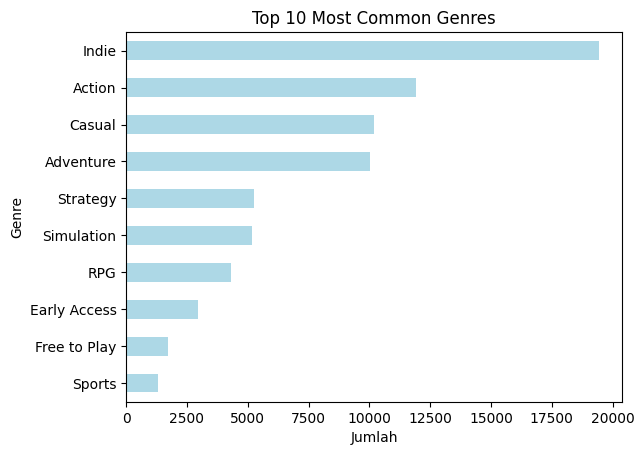 Top 10 Most Common Genres
Genre
Indie
Action
Casual
Adventure
Strategy
Simulation
RPG
Early Access
Free to Play
Sports
0 2500 5000 7500 10000 12500 15000 17500 20000
Jumlah